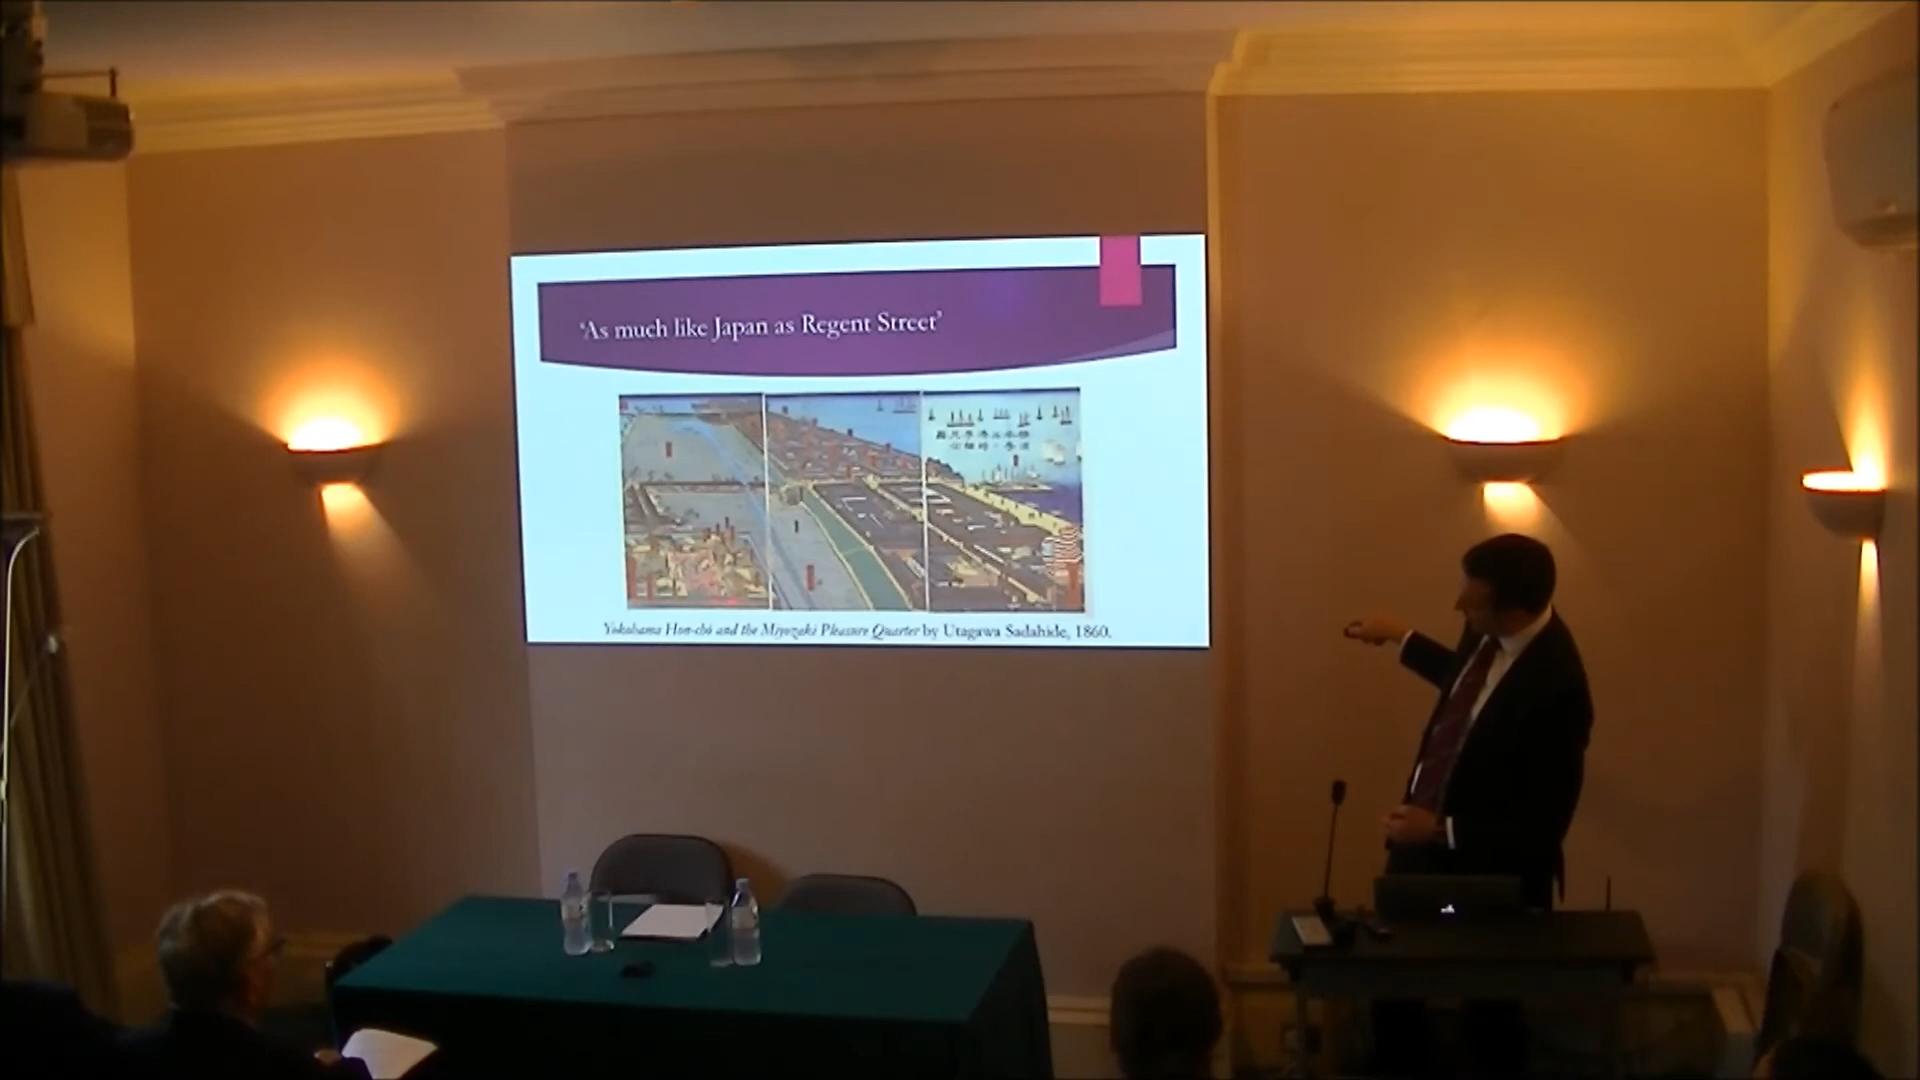 ‘As much like Japan as Regent Street’
Yokohama Hon-chō and the Miyozaki Pleasure Quarter by Utagawa Sadahide, 1860.